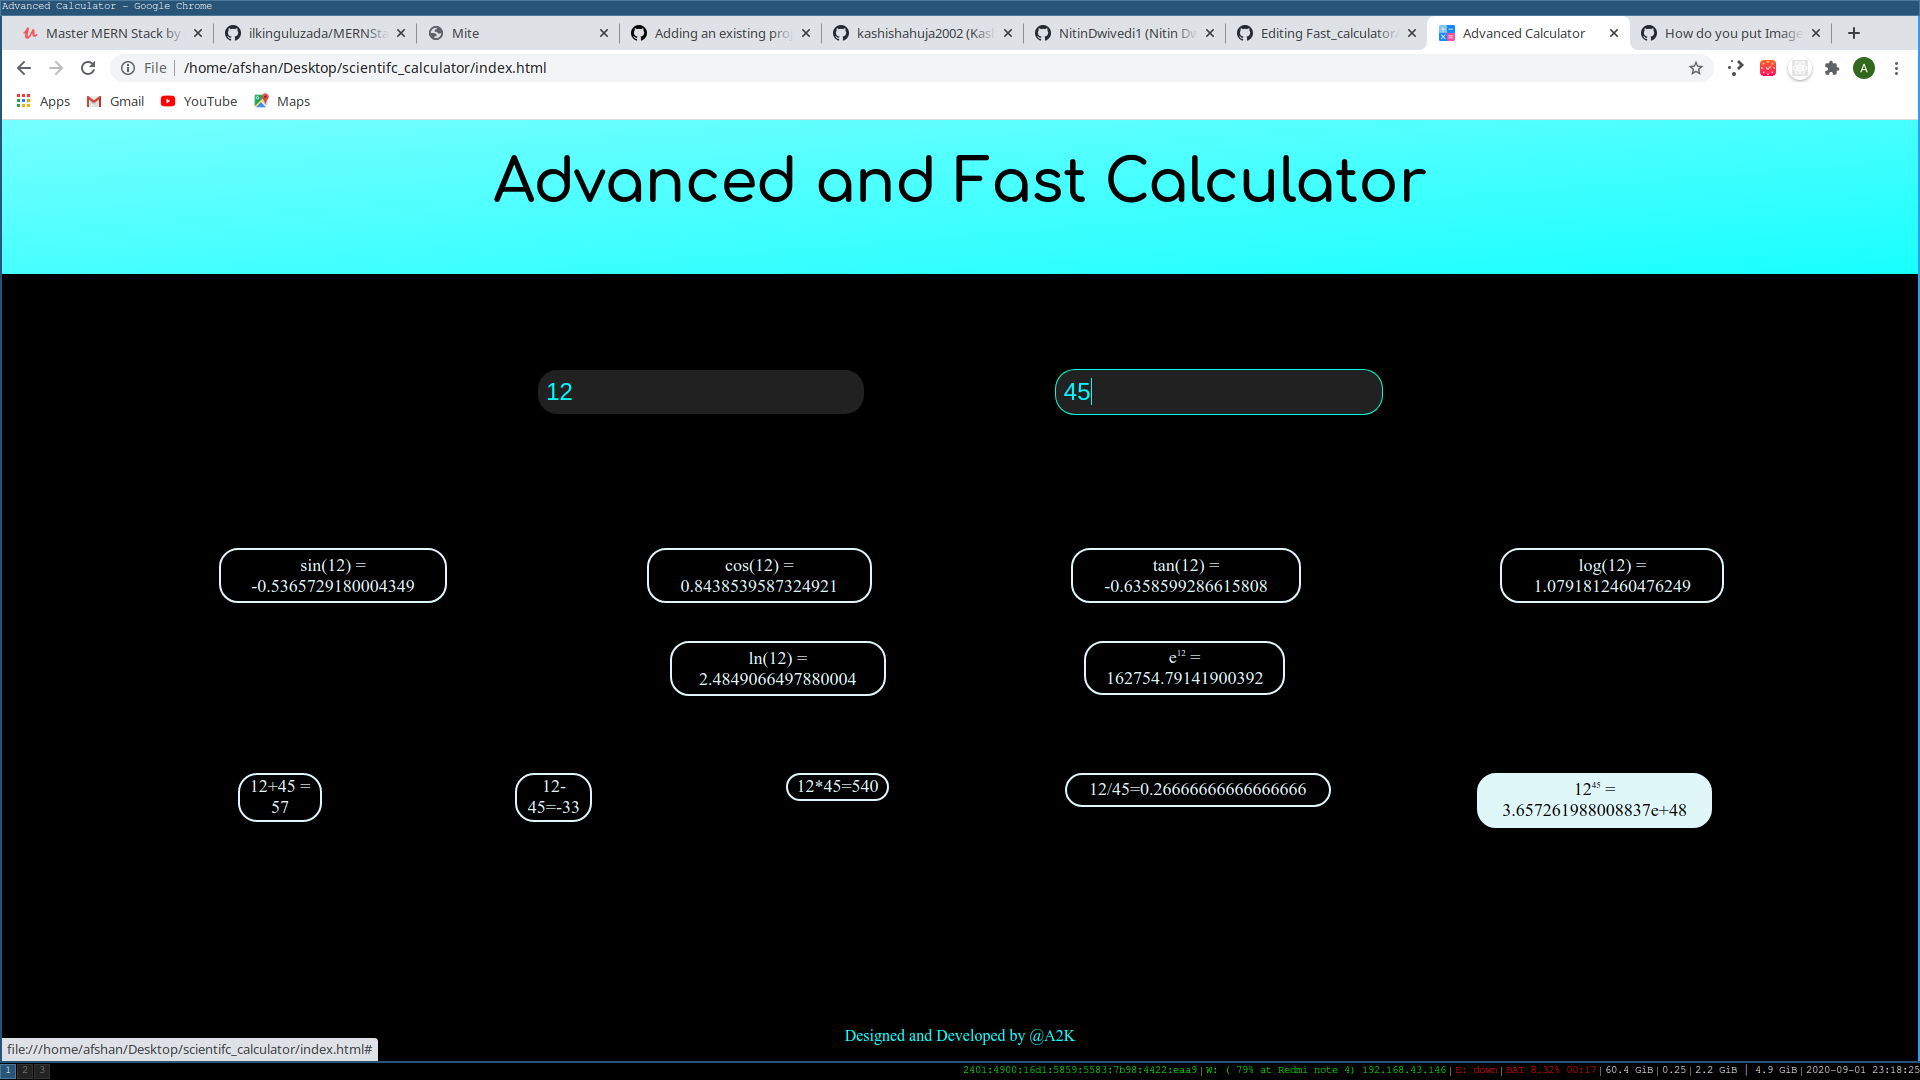 Advanced Calculator - Google Chrome
Master MERN Stack by
ilkinguluzada/MERNSta
Mite
Adding an existing proj
kashishahuja2002 (Kash
NitinDwivedi1 (Nitin Dw
Editing Fast_calculator/
Advanced Calculator
How do you put Image
File
/home/afshan/Desktop/scientifc_calculator/index.html
A
Apps
Gmail
YouTube
Maps
Advanced and Fast Calculator
12
45
sin(12) =
-0.5365729180004349
cos(12) =
0.8438539587324921
tan(12) =
-0.6358599286615808
log(12) =
1.0791812460476249
ln(12) =
2.4849066497880004
e¹² =
162754.79141900392
12+45 =
57
12-
45=-33
12*45=540
12/45=0.26666666666666666
12⁴⁵ =
3.657261988008837e+48
Designed and Developed by @A2K
file:///home/afshan/Desktop/scientifc_calculator/index.html#
1 2 3
2401:4900:16d1:5859:5583:7b98:4422:eaa9|W: ( 79% at Redmi note 4) 192.168.43.146|E: down|BAT 8.32% 00:17|60.4 GiB|0.25|2.2 GiB | 4.9 GiB|2020-09-01 23:18:25